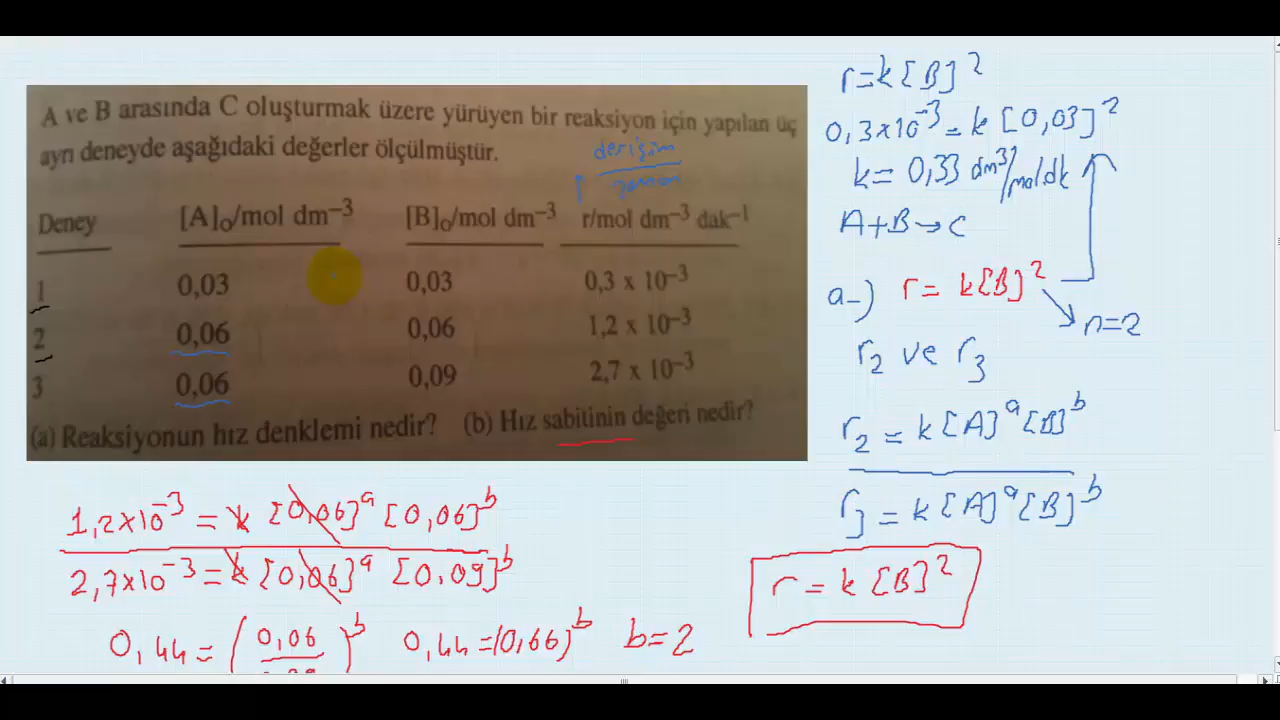 A ve B arasında C oluşturmak üzere yürüyen bir reaksiyon için yapılan üç
ayrı deneyde aşağıdaki değerler ölçülmüştür.
derişim
zaman
Deney [A]₀/mol dm⁻³ [B]₀/mol dm⁻³ r/mol dm⁻³ dak⁻¹
1 0,03 0,03 0,3 x 10⁻³
2 0,06 0,06 1,2 x 10⁻³
3 0,06 0,09 2,7 x 10⁻³
(a) Reaksiyonun hız denklemi nedir? (b) Hız sabitinin değeri nedir?
1,2x10⁻³ = k [0,06]ᵃ [0,06]ᵇ
2,7x10⁻³ = k [0,06]ᵃ [0,09]ᵇ
0,44 = (0,06
)ᵇ 0,44 = (0,66)ᵇ b=2
r=k[B]²
0,3x10⁻³ = k [0,03]²
k = 0,33 dm³/mol.dk
A+B→C
a-) r= k[B]²
n=2
r₂ ve r₃
r₂ = k[A]ᵃ[B]ᵇ
r₃ = k[A]ᵃ[B]ᵇ
r = k [B]²